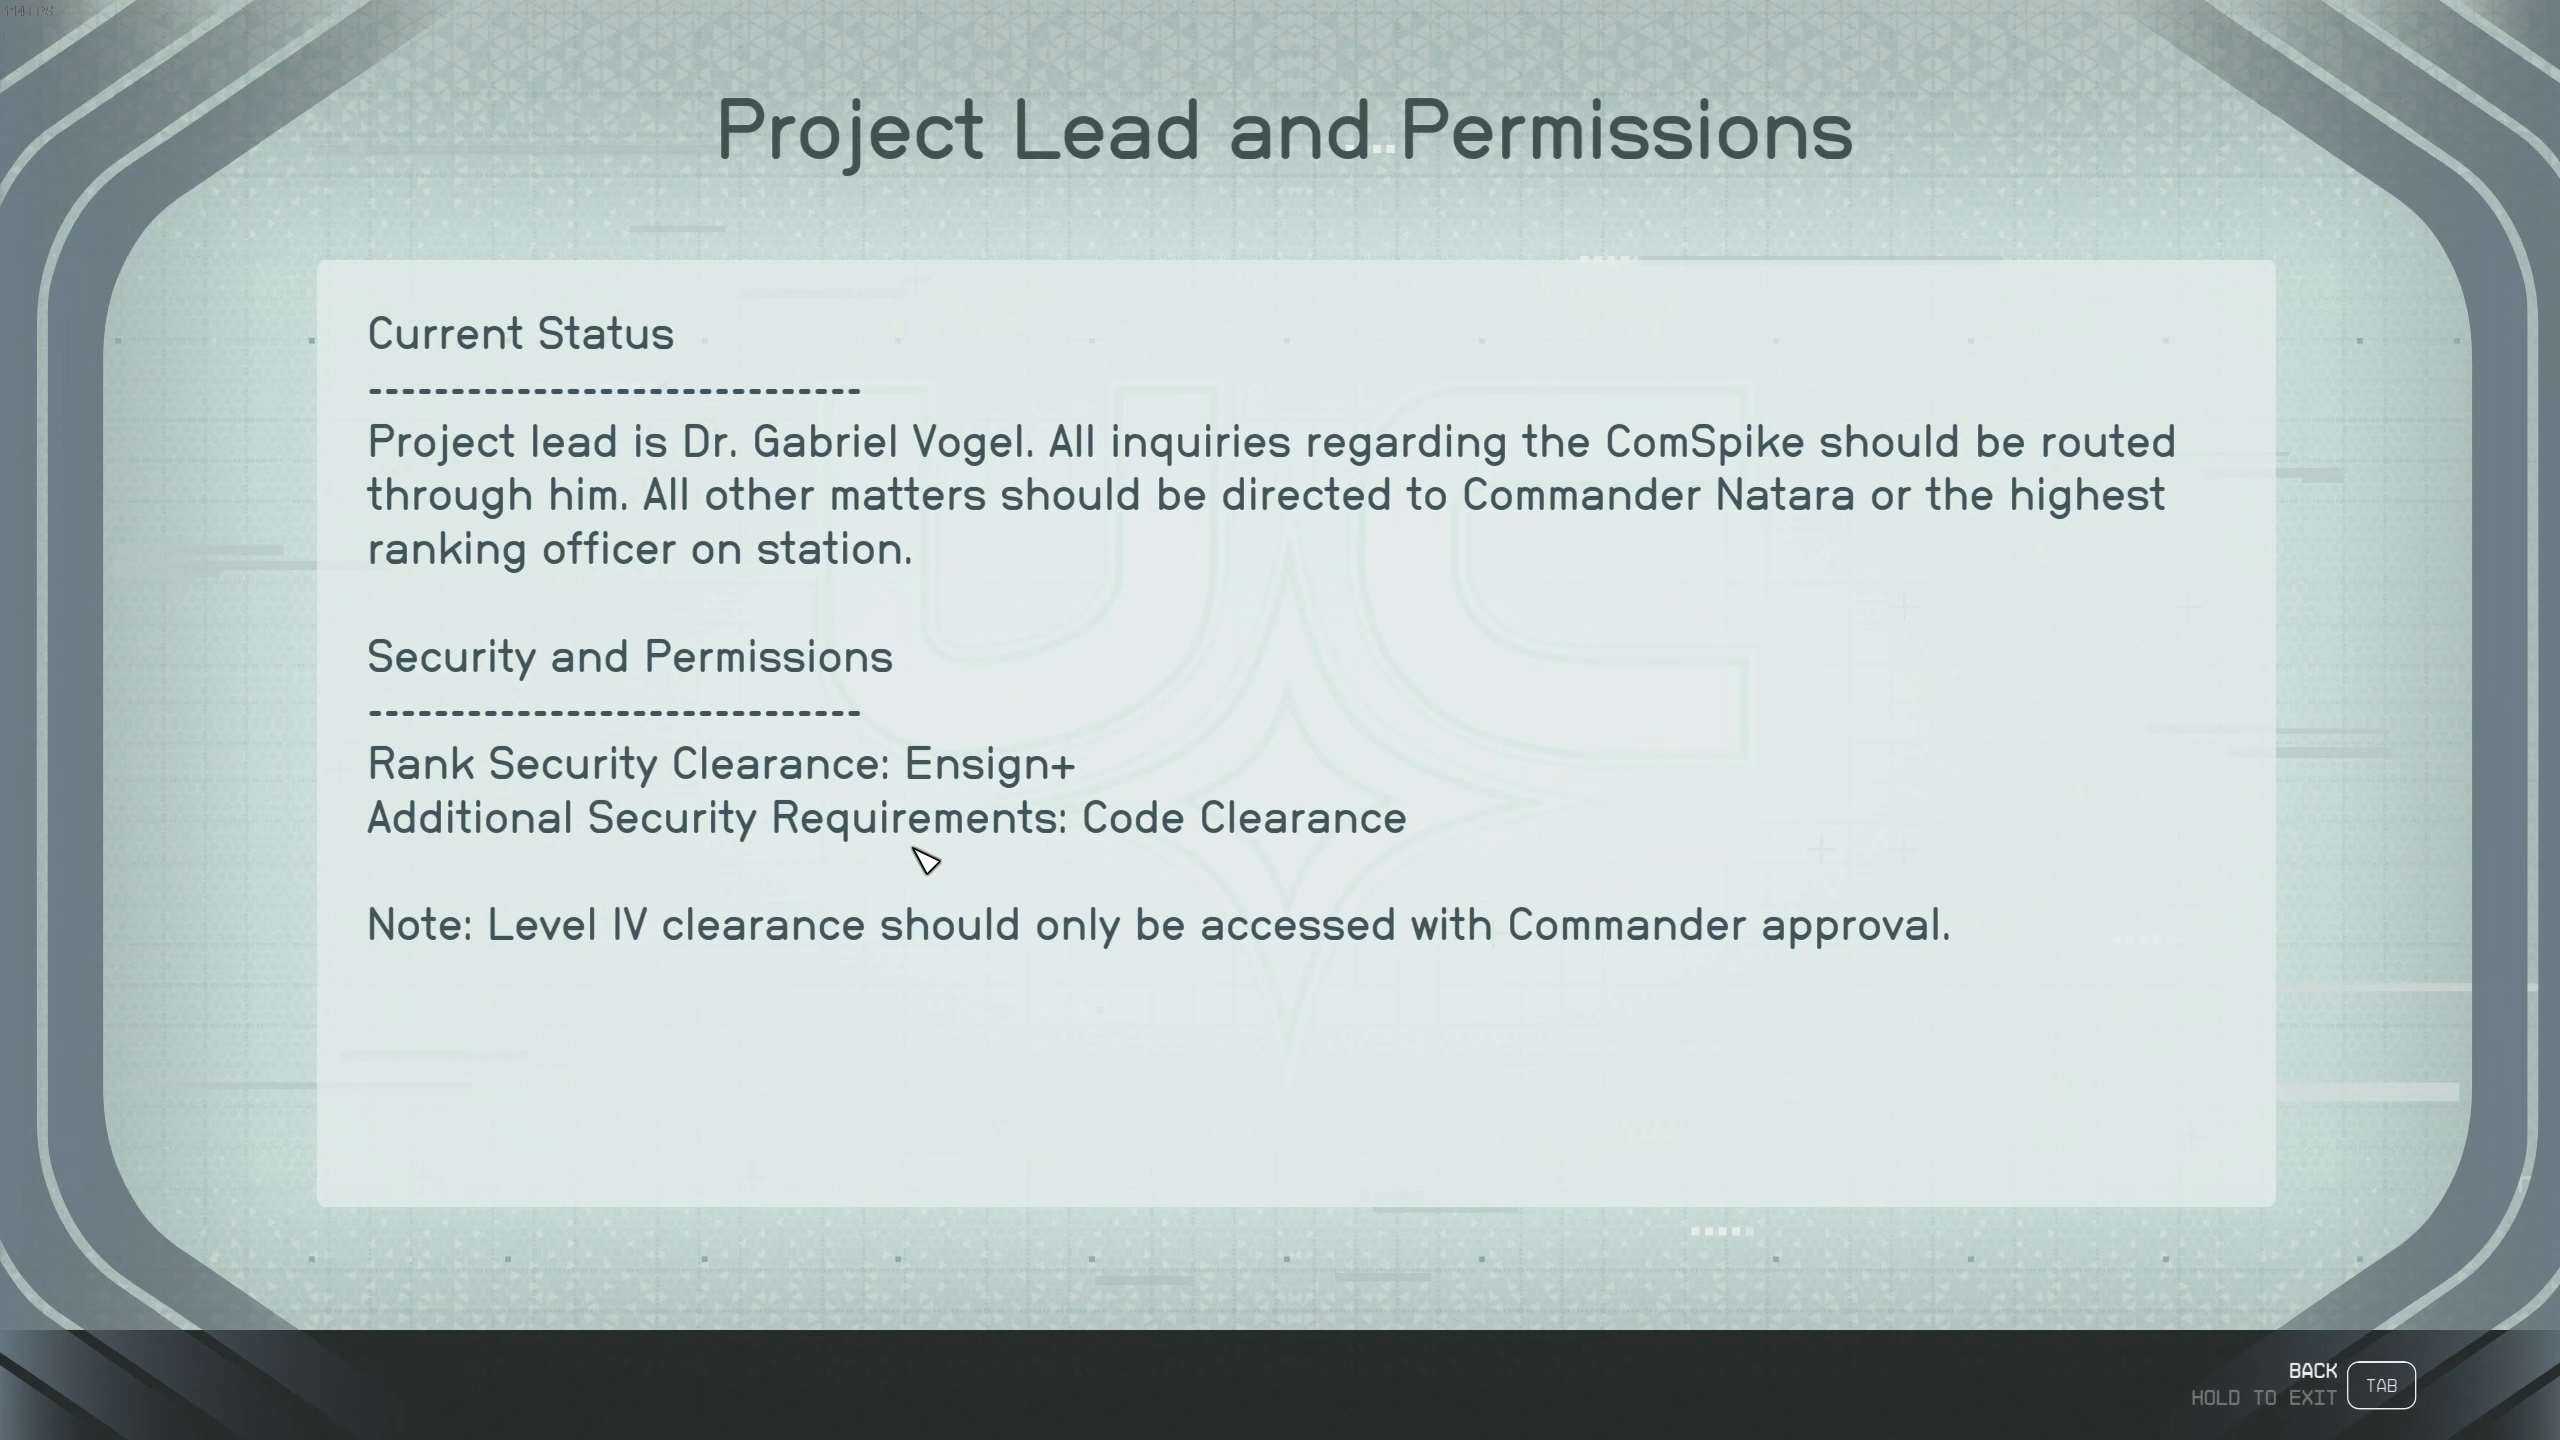 Project Lead and Permissions
Current Status
------------------------------
Project lead is Dr. Gabriel Vogel. All inquiries regarding the ComSpike should be routed
through him. All other matters should be directed to Commander Natara or the highest
ranking officer on station.
Security and Permissions
------------------------------
Rank Security Clearance: Ensign+
Additional Security Requirements: Code Clearance
Note: Level IV clearance should only be accessed with Commander approval.
UC
BACK
HOLD TO EXIT
TAB